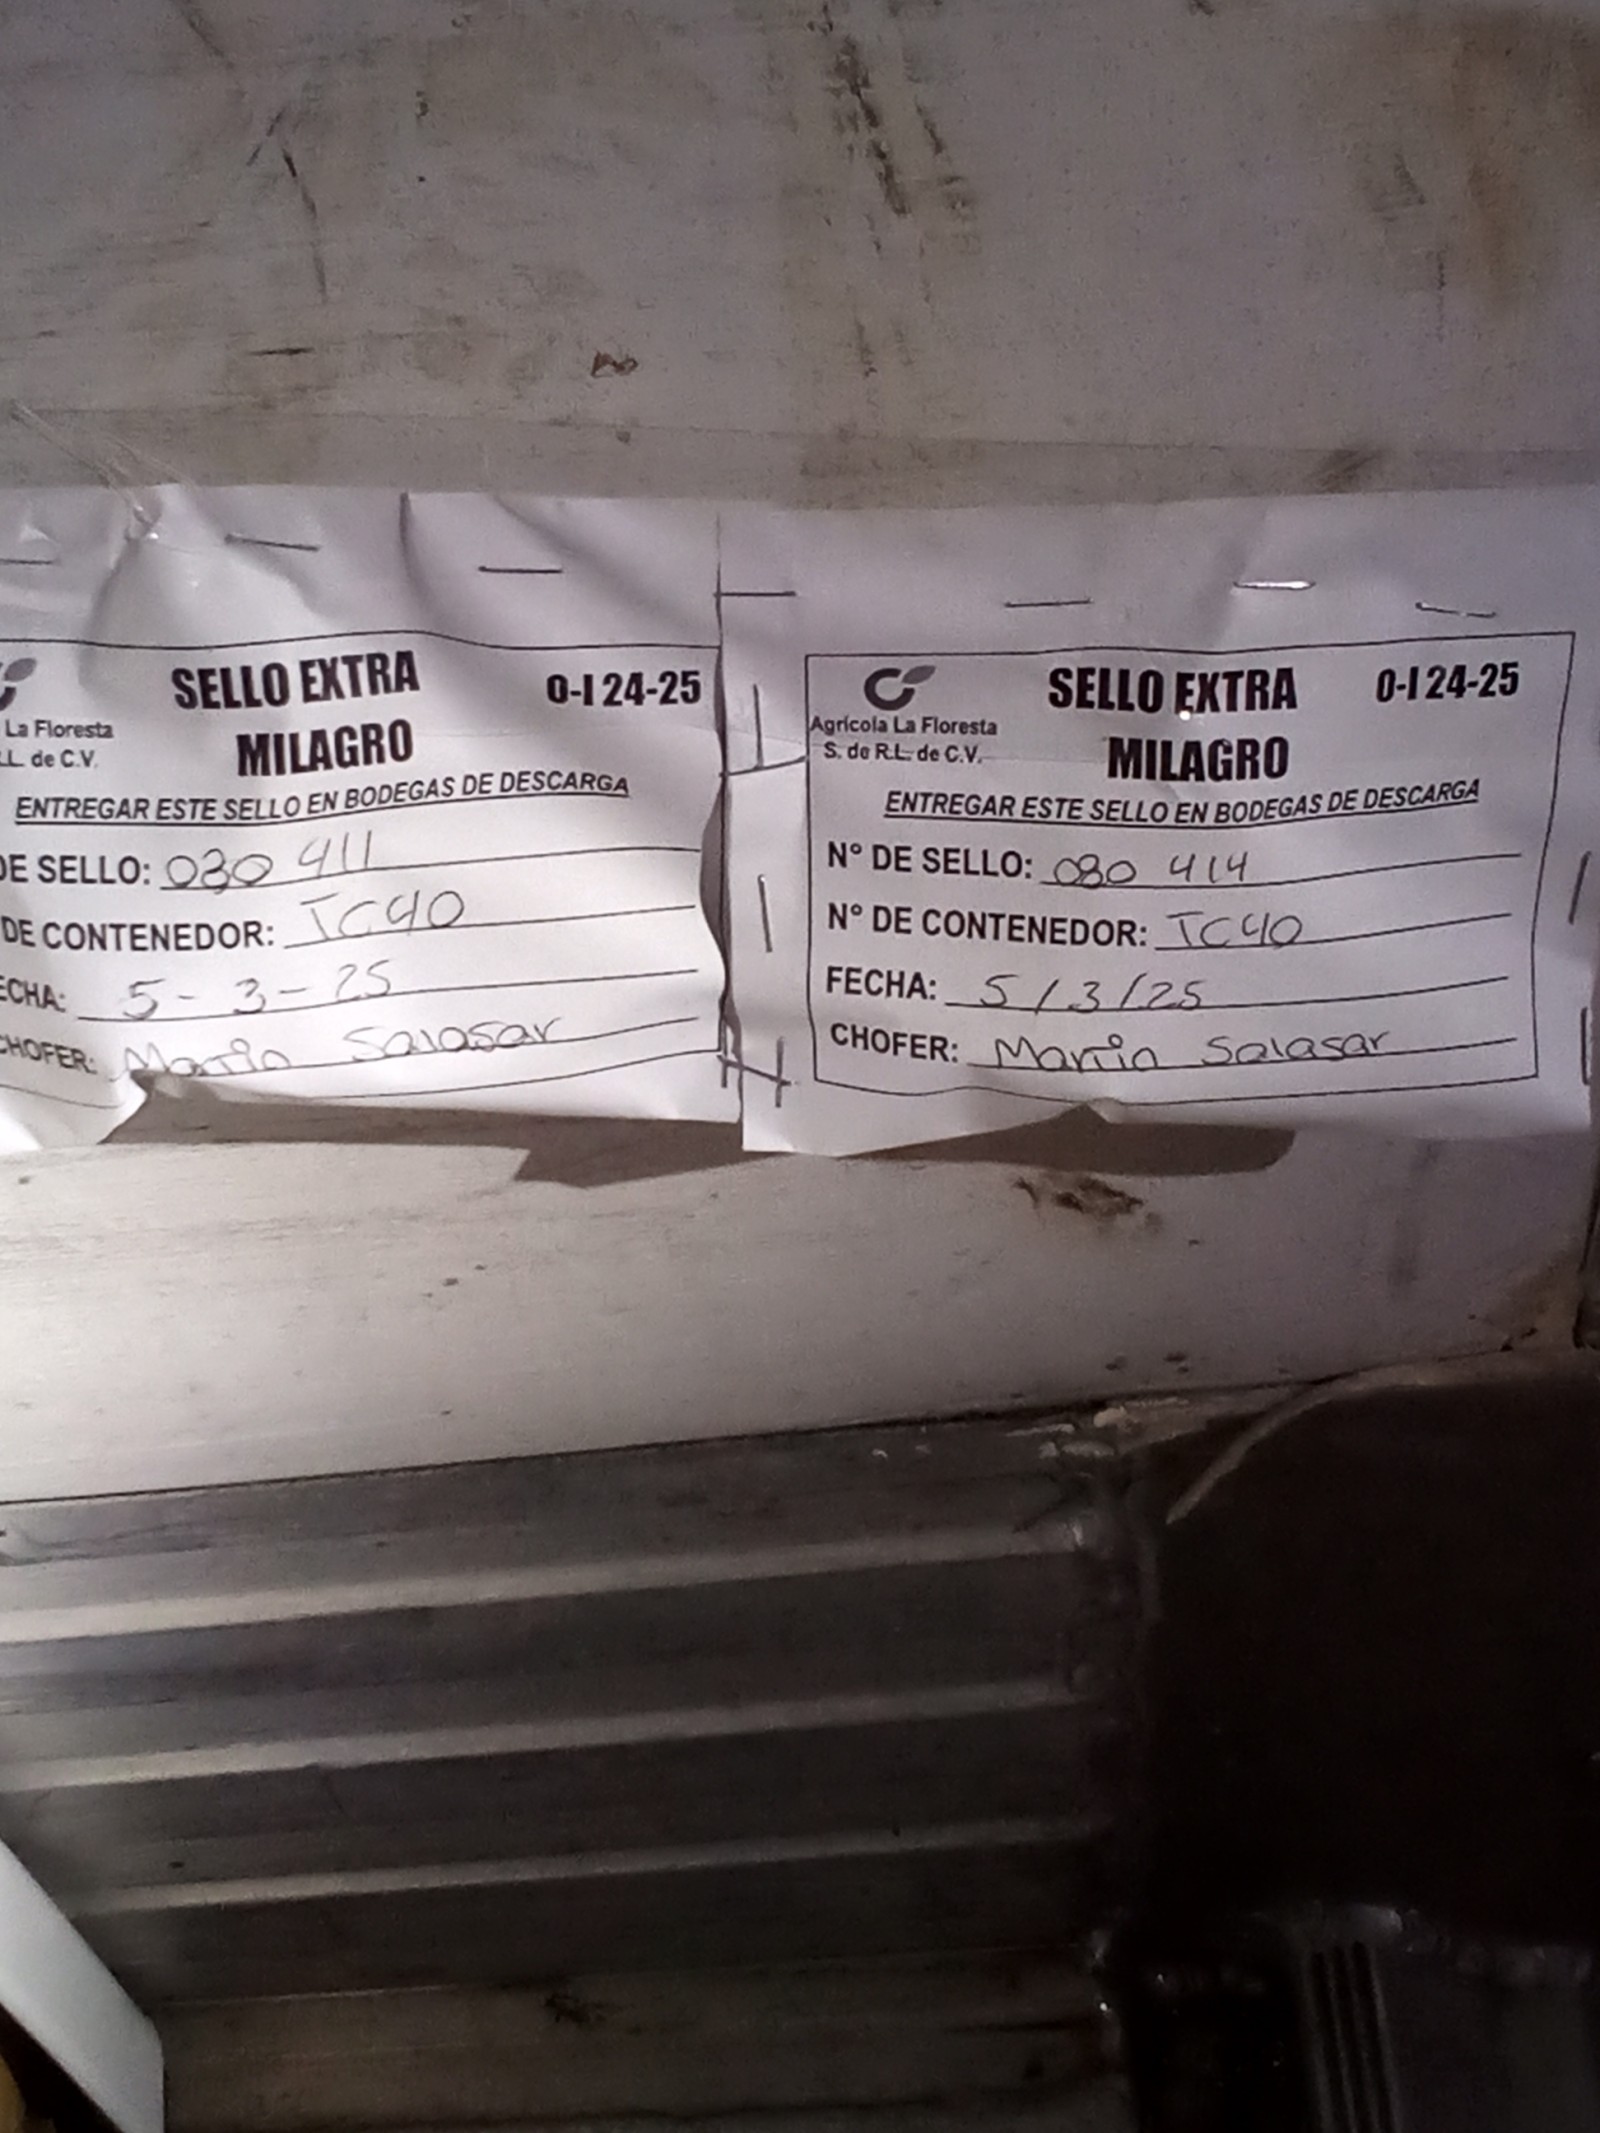 La Floresta
.L. de C.V.
SELLO EXTRA
MILAGRO
O-I 24-25
ENTREGAR ESTE SELLO EN BODEGAS DE DESCARGA
DE SELLO: 080 411
DE CONTENEDOR: TC40
ECHA: 5-3-25
CHOFER: Martin Salasar
Agrícola La Floresta
S. de R.L. de C.V.
SELLO EXTRA
MILAGRO
O-I 24-25
ENTREGAR ESTE SELLO EN BODEGAS DE DESCARGA
N° DE SELLO: 080 414
N° DE CONTENEDOR: TC40
FECHA: 5/3/25
CHOFER: Martin Salasar